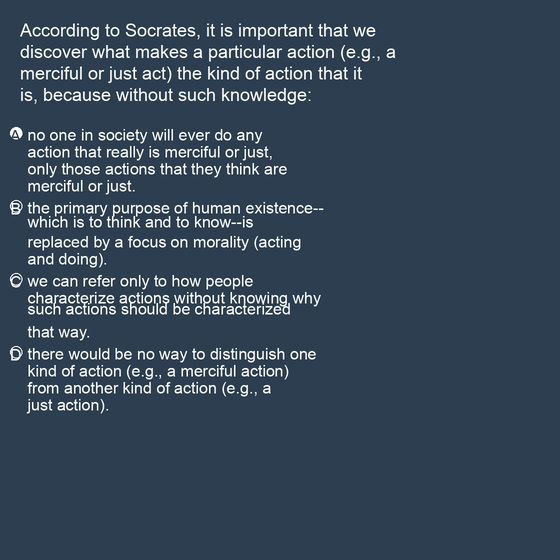 According to Socrates, it is important that we
discover what makes a particular action (e.g., a
merciful or just act) the kind of action that it
is, because without such knowledge:
A no one in society will ever do any
action that really is merciful or just,
only those actions that they think are
merciful or just.
B the primary purpose of human existence--
which is to think and to know--is
replaced by a focus on morality (acting
and doing).
C we can refer only to how people
characterize actions without knowing why
such actions should be characterized
that way.
D there would be no way to distinguish one
kind of action (e.g., a merciful action)
from another kind of action (e.g., a
just action).